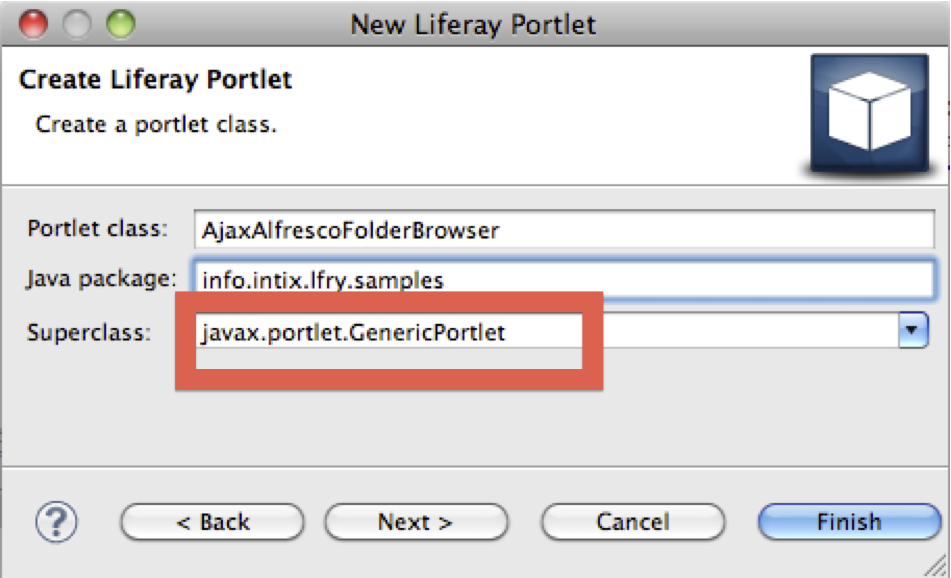 New Liferay Portlet
Create Liferay Portlet
Create a portlet class.
Portlet class: AjaxAlfrescoFolderBrowser
Java package: info.intix.lfry.samples
Superclass: javax.portlet.GenericPortlet
? < Back Next > Cancel Finish